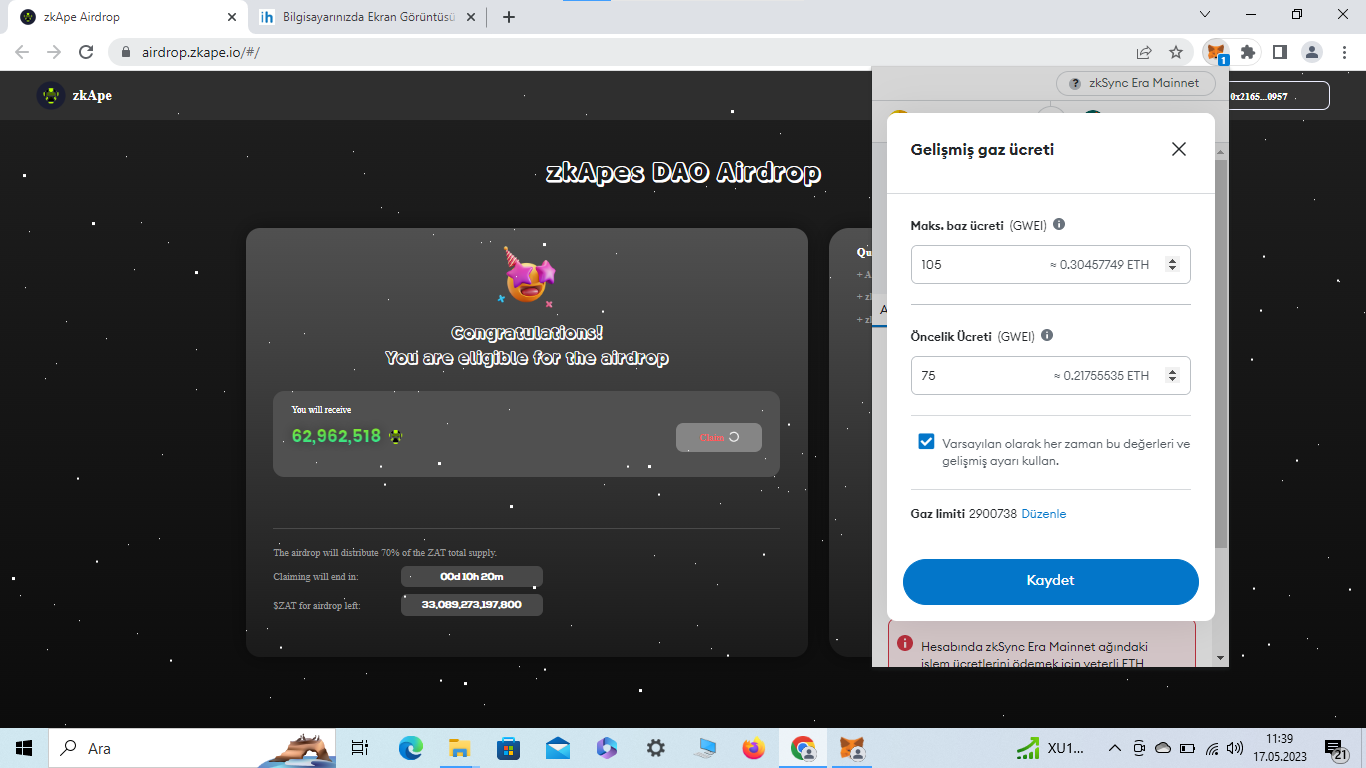 zkApe Airdrop
Bilgisayarınızda Ekran Görüntüsü
airdrop.zkape.io/#/
1
zkApe
zkSync Era Mainnet
0x2165...0957
zkApes DAO Airdrop
Congratulations!
You are eligible for the airdrop
You will receive
62,962,518
Claim
The airdrop will distribute 70% of the ZAT total supply.
Claiming will end in:
00d 10h 20m
$ZAT for airdrop left:
33,089,273,197,800
Qu
+ A
+ zl
+ zl
A
Gelişmiş gaz ücreti
Maks. baz ücreti (GWEI)
105
≈ 0.30457749 ETH
Öncelik Ücreti (GWEI)
75
≈ 0.21755535 ETH
Varsayılan olarak her zaman bu değerleri ve
gelişmiş ayarı kullan.
Gaz limiti 2900738 Düzenle
Kaydet
Hesabında zkSync Era Mainnet ağındaki
işlem ücretlerini ödemek için yeterli ETH
Ara
XU1...
11:39
17.05.2023
21